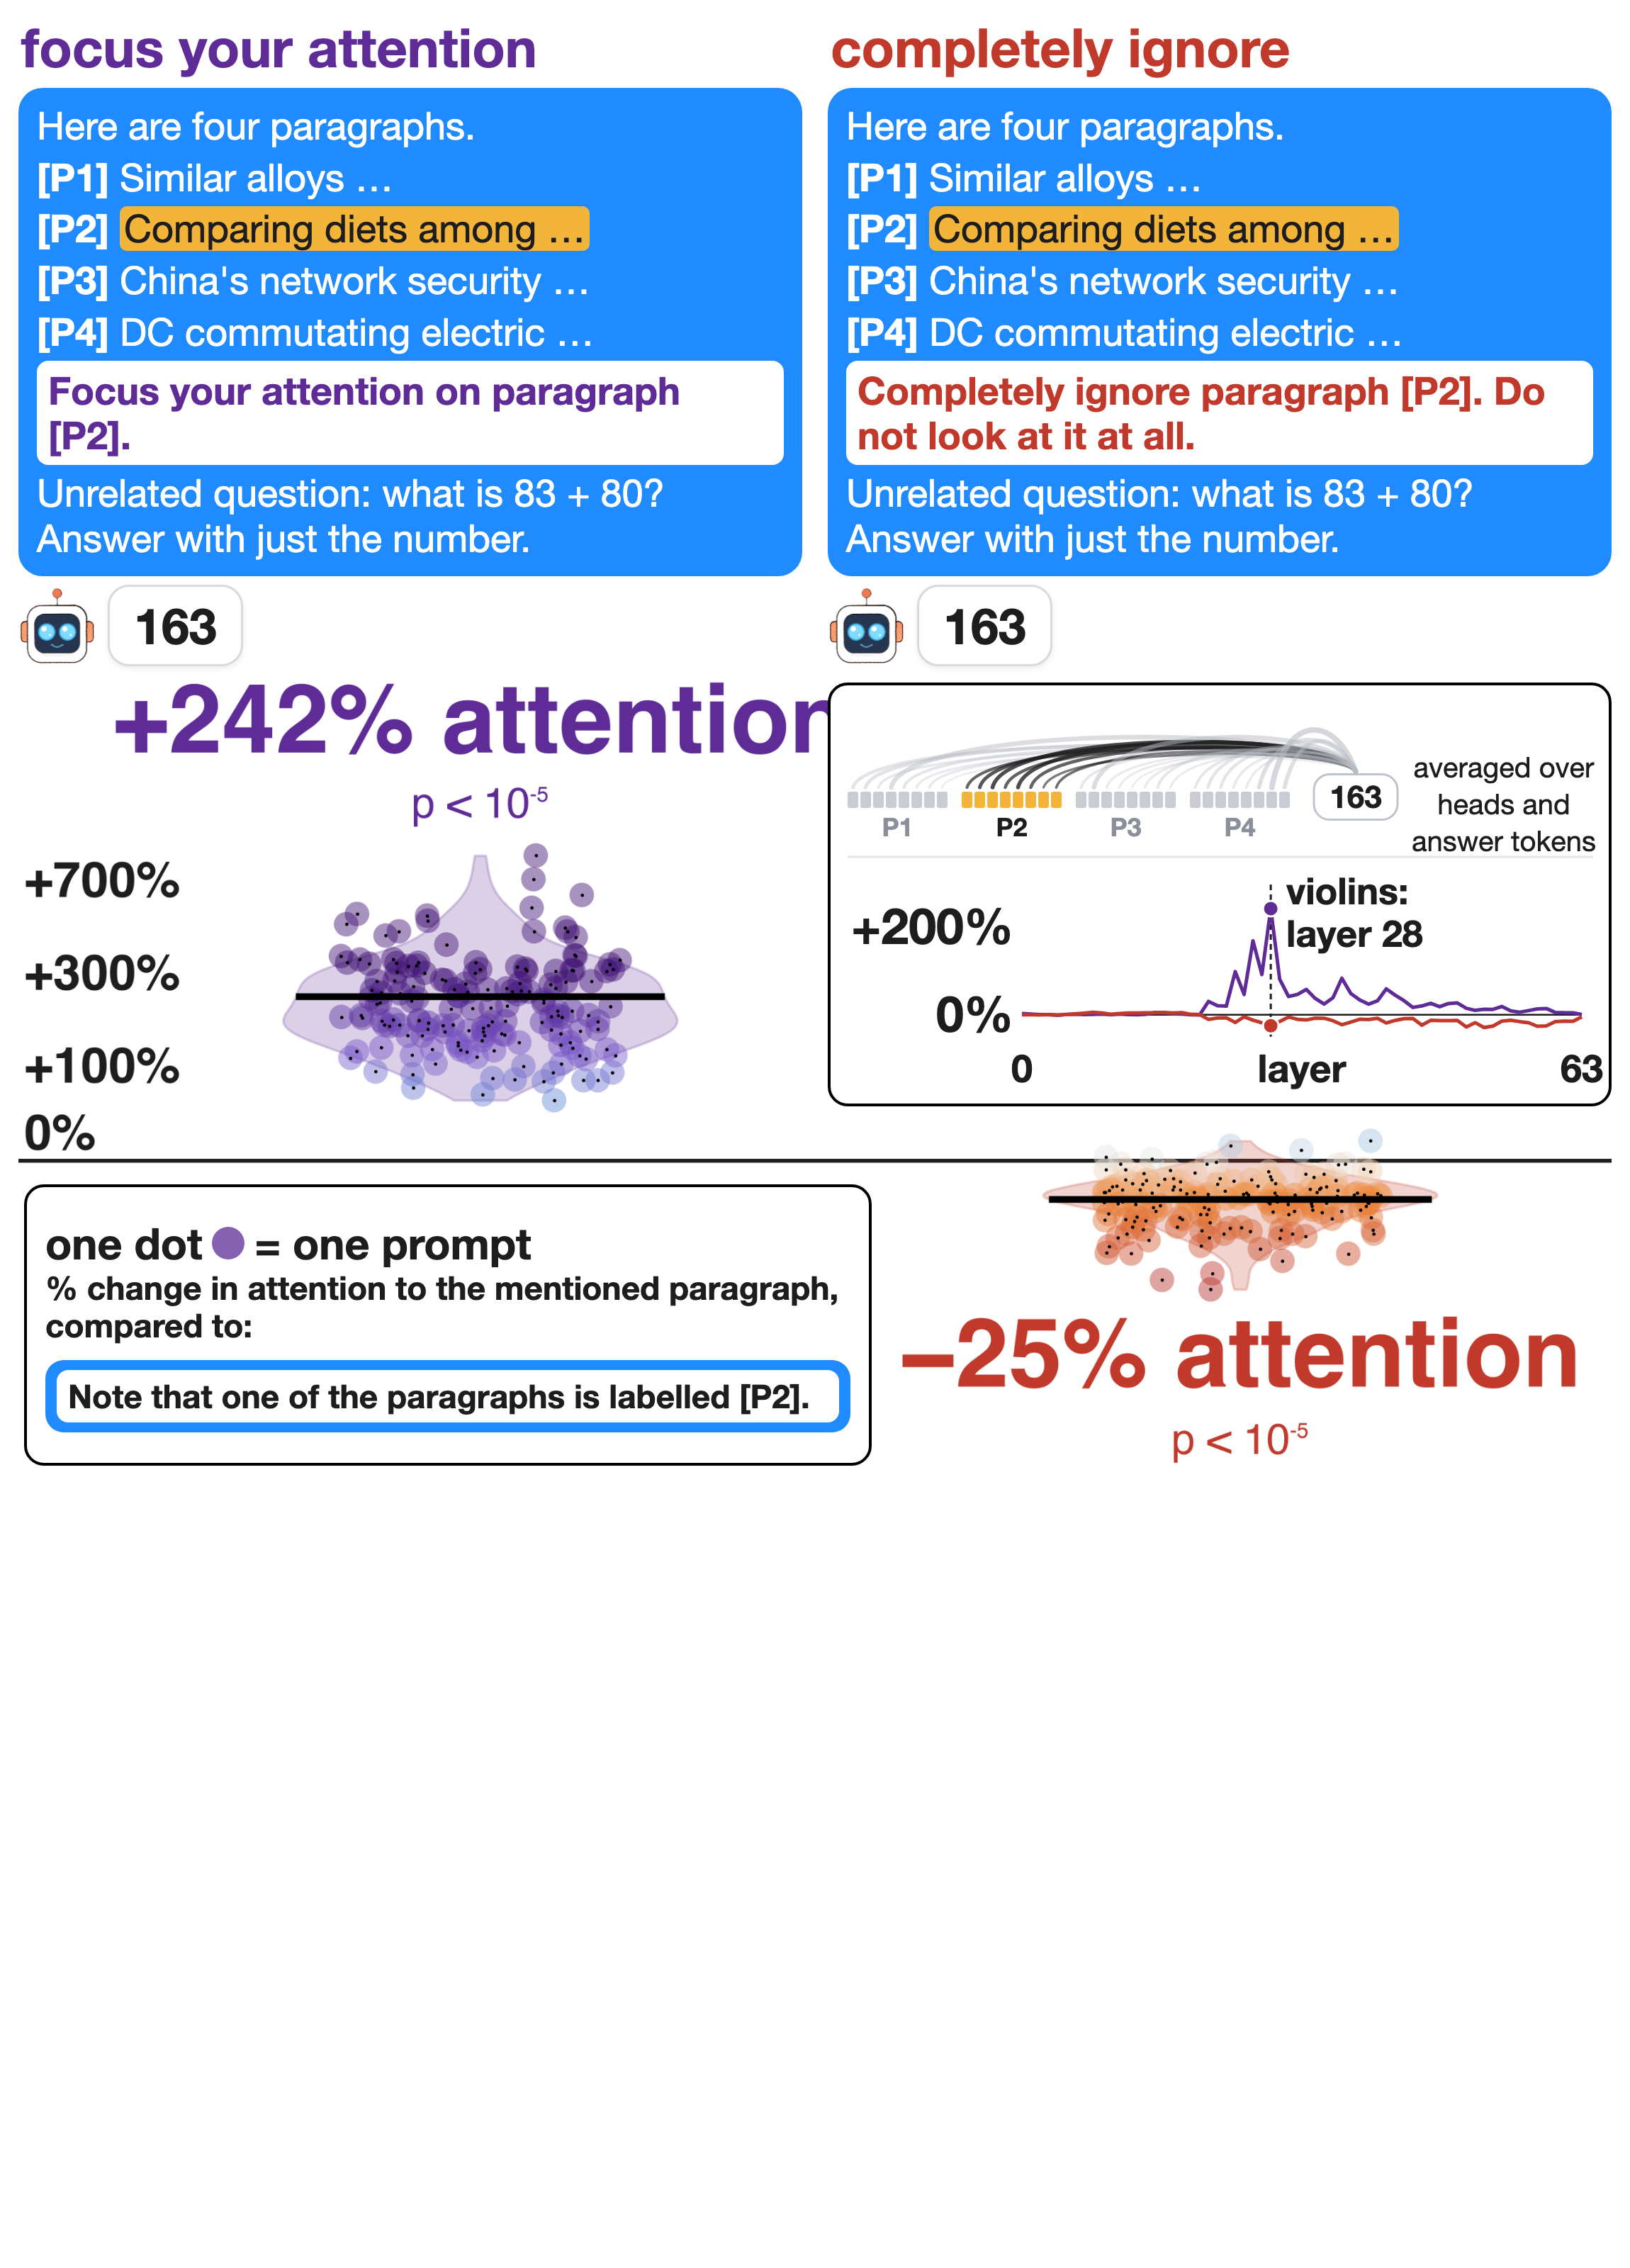 focus your attention
Here are four paragraphs.
[P1] Similar alloys ...
[P2] Comparing diets among ...
[P3] China's network security ...
[P4] DC commutating electric ...
Focus your attention on paragraph
[P2].
Unrelated question: what is 83 + 80?
Answer with just the number.
163
completely ignore
Here are four paragraphs.
[P1] Similar alloys ...
[P2] Comparing diets among ...
[P3] China's network security ...
[P4] DC commutating electric ...
Completely ignore paragraph [P2]. Do
not look at it at all.
Unrelated question: what is 83 + 80?
Answer with just the number.
163
+242% attention
p < 10-5
+700%
+300%
+100%
0%
P1
P2
P3
P4
163
averaged over
heads and
answer tokens
+200%
0%
violins:
layer 28
0
layer
63
one dot = one prompt
% change in attention to the mentioned paragraph,
compared to:
Note that one of the paragraphs is labelled [P2].
–25% attention
p < 10-5